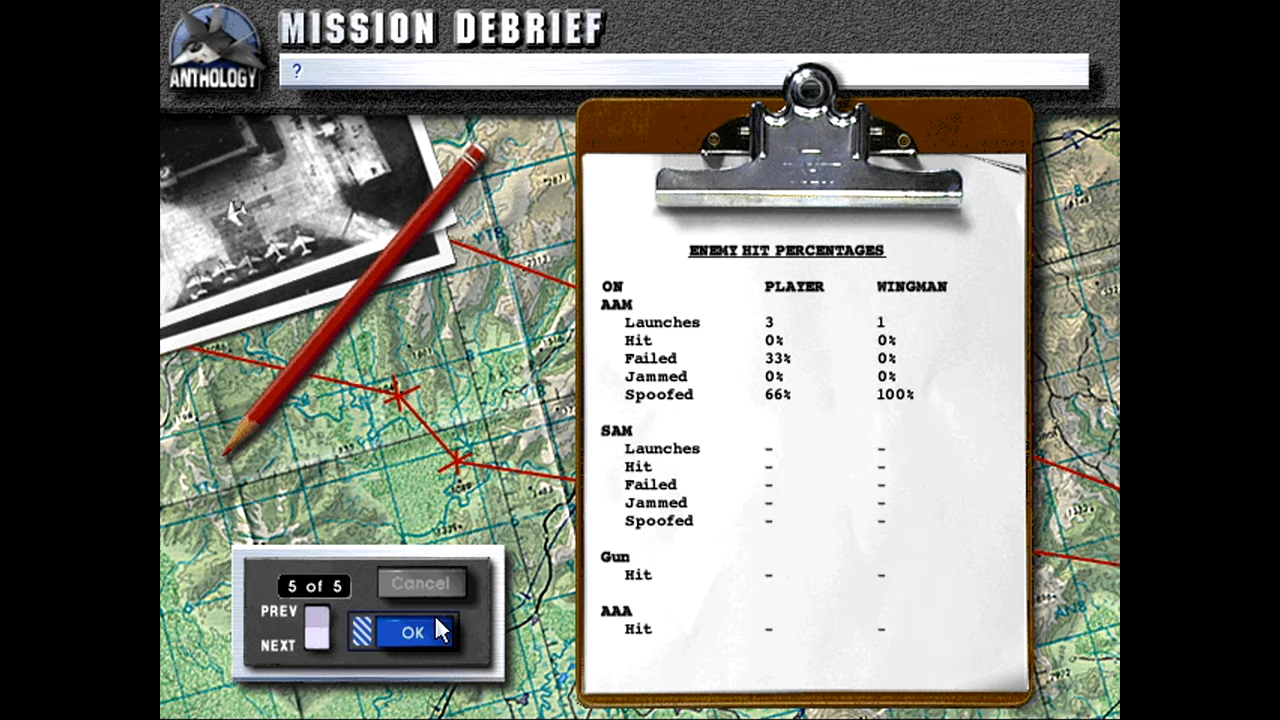 MISSION DEBRIEF
ANTHOLOGY
?
ENEMY HIT PERCENTAGES
ON PLAYER WINGMAN
AAM
Launches 3 1
Hit 0% 0%
Failed 33% 0%
Jammed 0% 0%
Spoofed 66% 100%
SAM
Launches - -
Hit - -
Failed - -
Jammed - -
Spoofed - -
Gun
Hit - -
AAA
Hit - -
5 of 5 Cancel
PREV
OK
NEXT